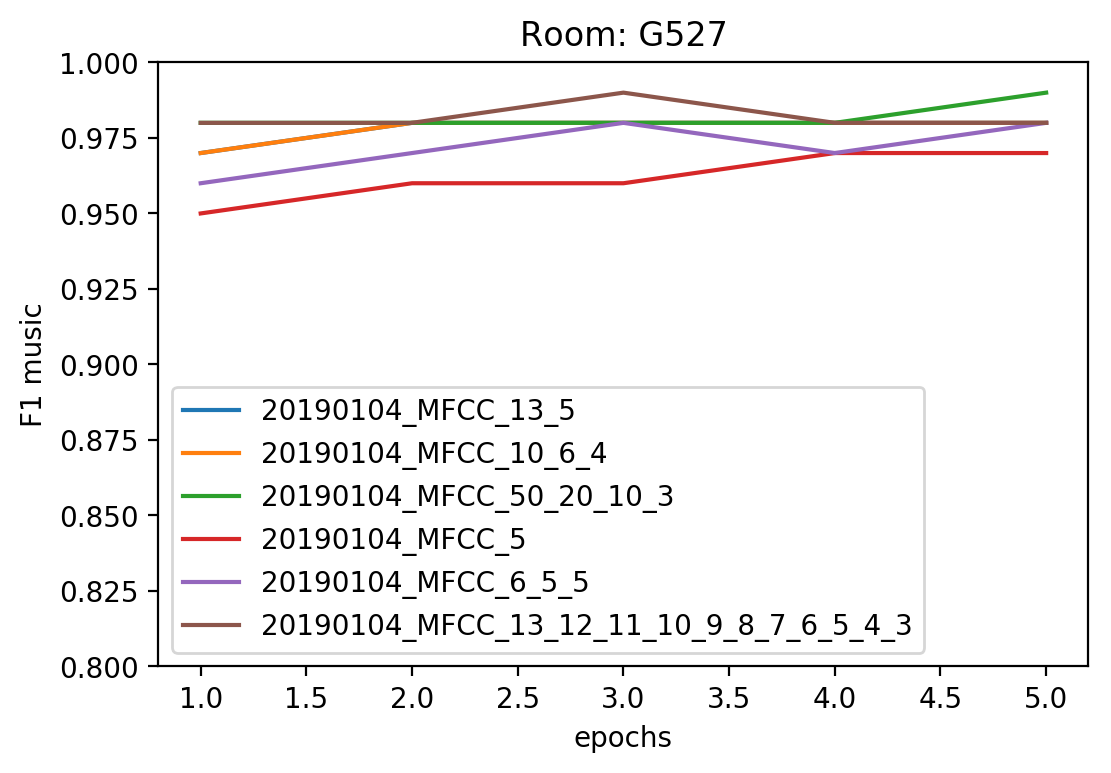 Room: G527
1.000
0.975
0.950
0.925
0.900
0.875
0.850
0.825
0.800
F1 music
20190104_MFCC_13_5
20190104_MFCC_10_6_4
20190104_MFCC_50_20_10_3
20190104_MFCC_5
20190104_MFCC_6_5_5
20190104_MFCC_13_12_11_10_9_8_7_6_5_4_3
1.0 1.5 2.0 2.5 3.0 3.5 4.0 4.5 5.0
epochs